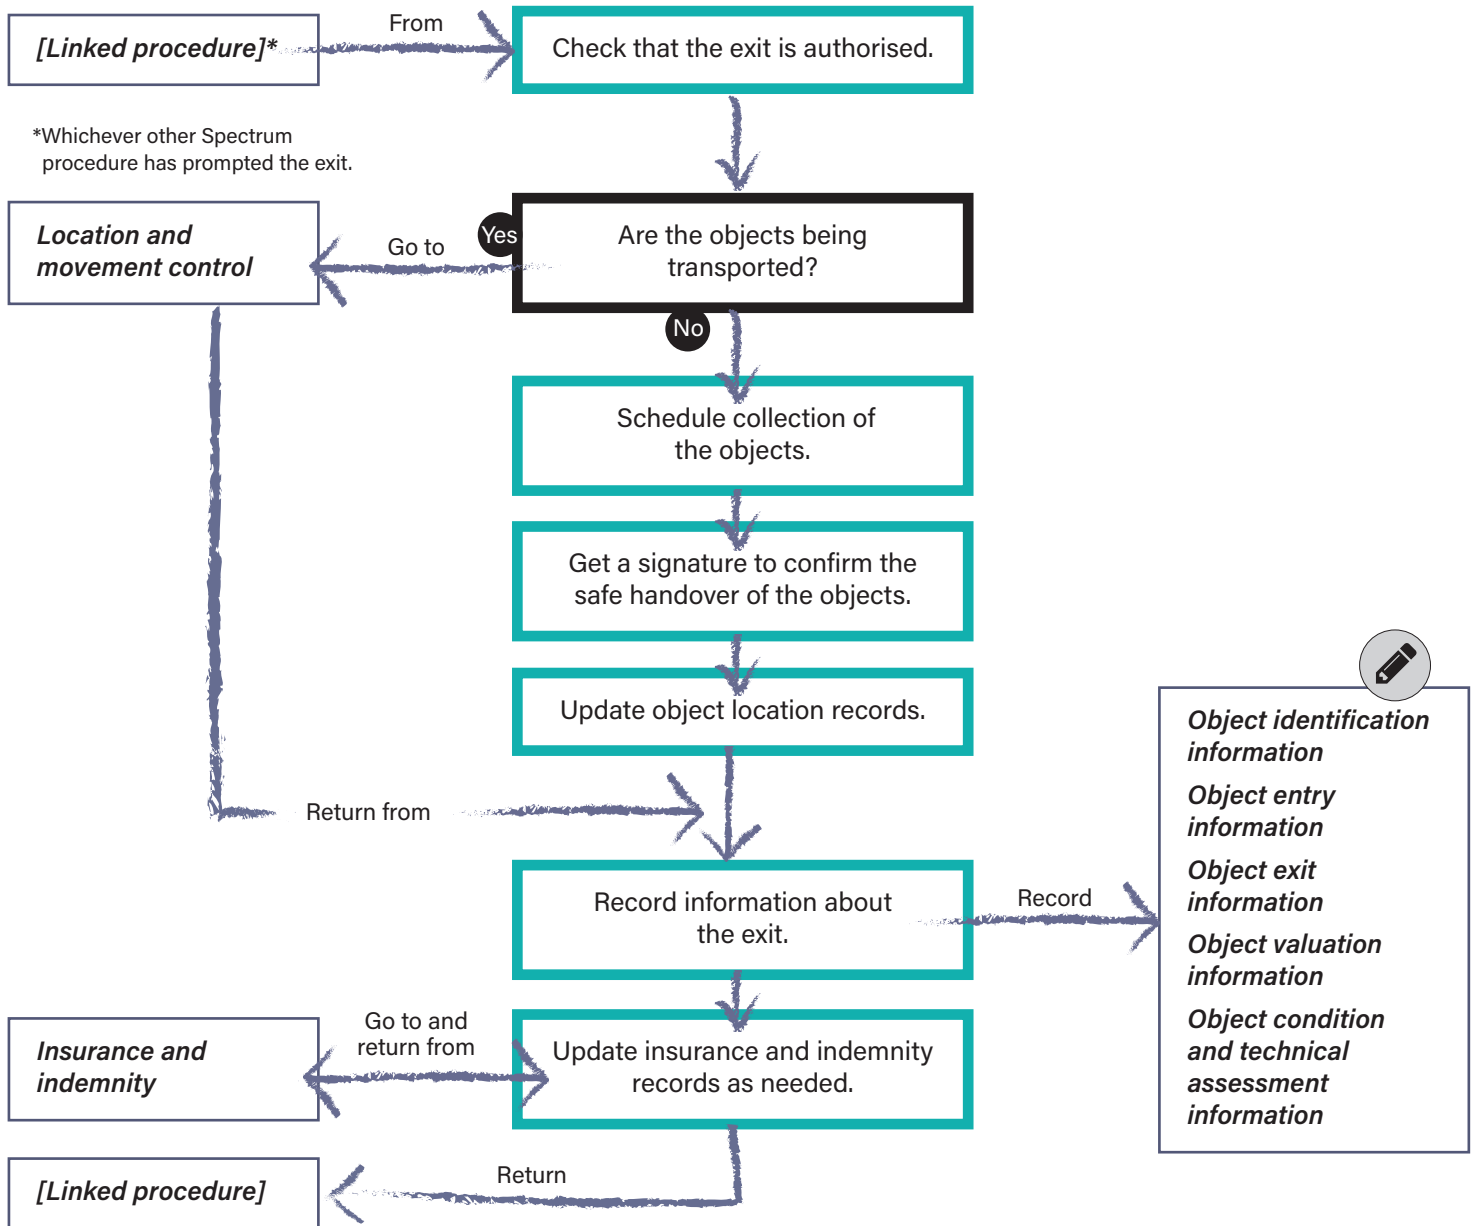 [Linked procedure]*
From
Check that the exit is authorised.
*Whichever other Spectrum
procedure has prompted the exit.
Location and
movement control
Go to
Yes
Are the objects being
transported?
No
Schedule collection of
the objects.
Get a signature to confirm the
safe handover of the objects.
Update object location records.
Return from
Record information about
the exit.
Record
Object identification
information
Object entry
information
Object exit
information
Object valuation
information
Object condition
and technical
assessment
information
Insurance and
indemnity
Go to and
return from
Update insurance and indemnity
records as needed.
[Linked procedure]
Return